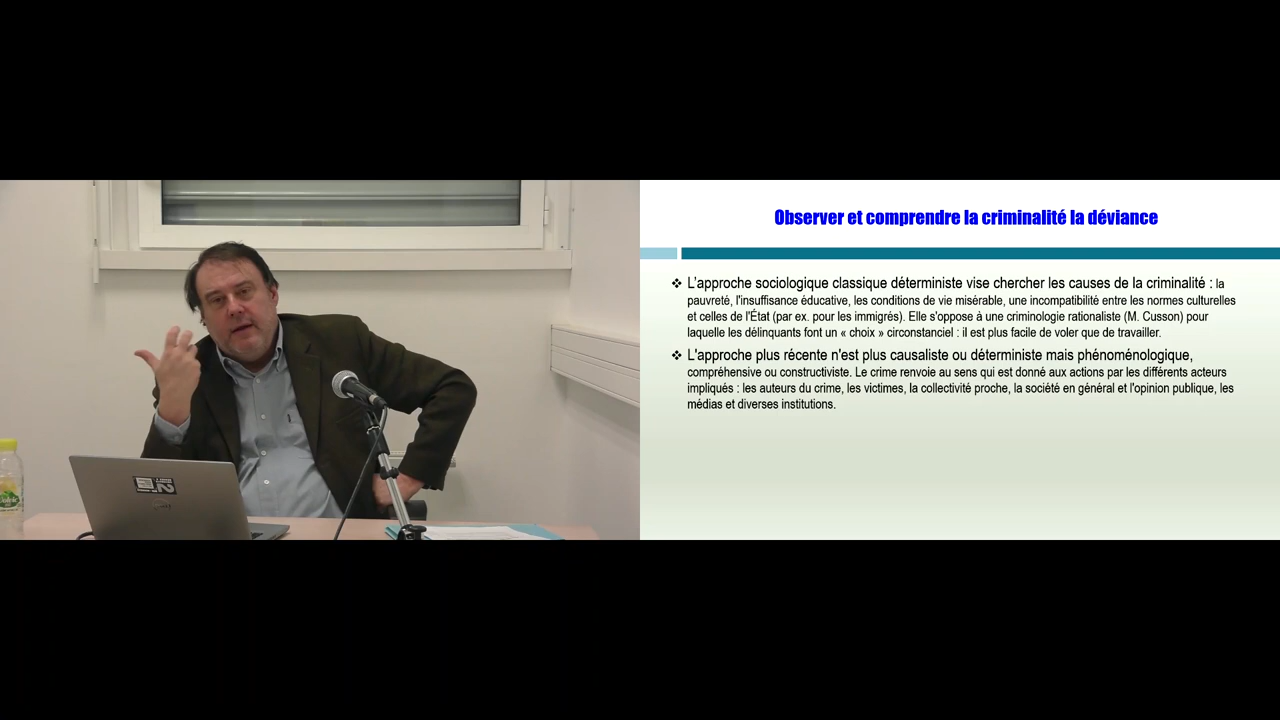 Observer et comprendre la criminalité la déviance
❖ L'approche sociologique classique déterministe vise chercher les causes de la criminalité : la
pauvreté, l'insuffisance éducative, les conditions de vie misérable, une incompatibilité entre les normes culturelles
et celles de l'État (par ex. pour les immigrés). Elle s'oppose à une criminologie rationaliste (M. Cusson) pour
laquelle les délinquants font un « choix » circonstanciel : il est plus facile de voler que de travailler.
❖ L'approche plus récente n'est plus causaliste ou déterministe mais phénoménologique,
compréhensive ou constructiviste. Le crime renvoie au sens qui est donné aux actions par les différents acteurs
impliqués : les auteurs du crime, les victimes, la collectivité proche, la société en général et l'opinion publique, les
médias et diverses institutions.